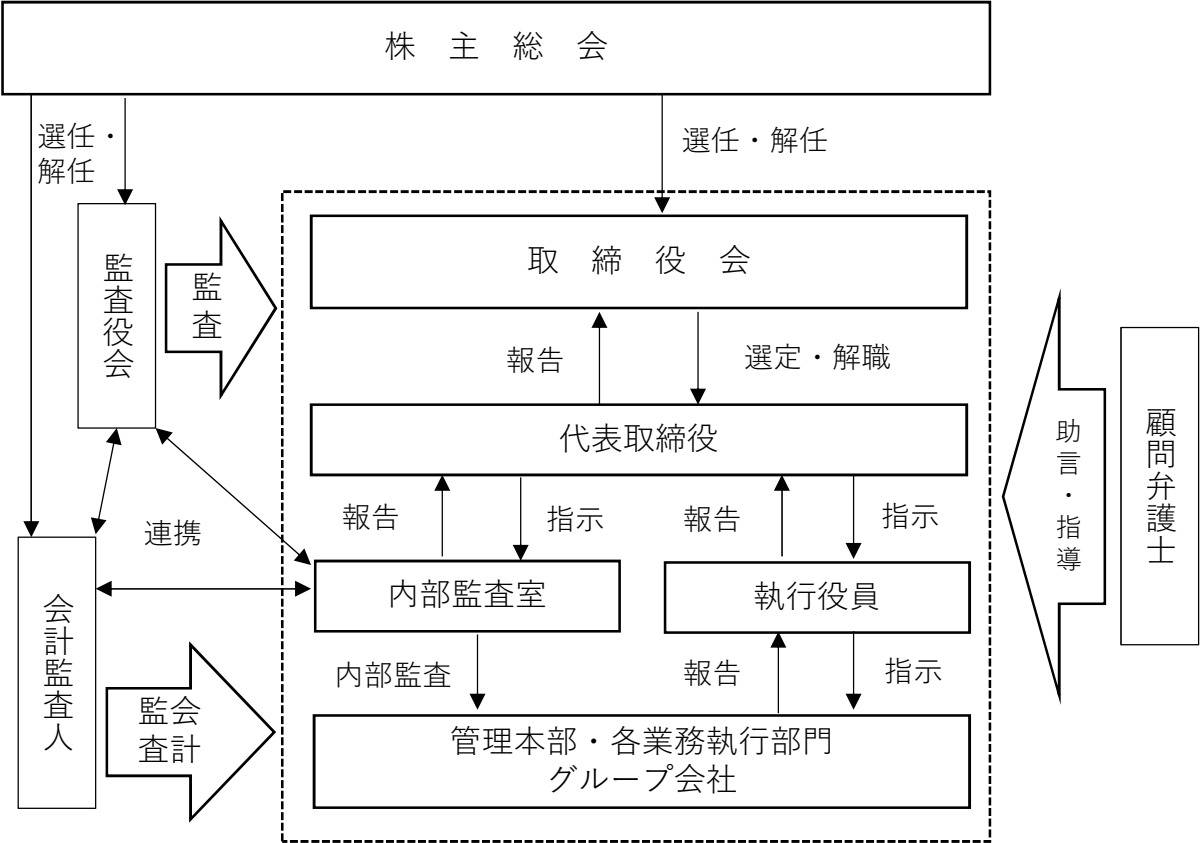 株　主　総　会
選任・
解任
選任・解任
監査役会
監
査
取　締　役　会
報告
選定・解職
代表取締役
助言・指導
顧問弁護士
報告
指示
報告
指示
連携
内部監査室
執行役員
会計監査人
内部監査
報告
指示
監会
査計
管理本部・各業務執行部門
グループ会社